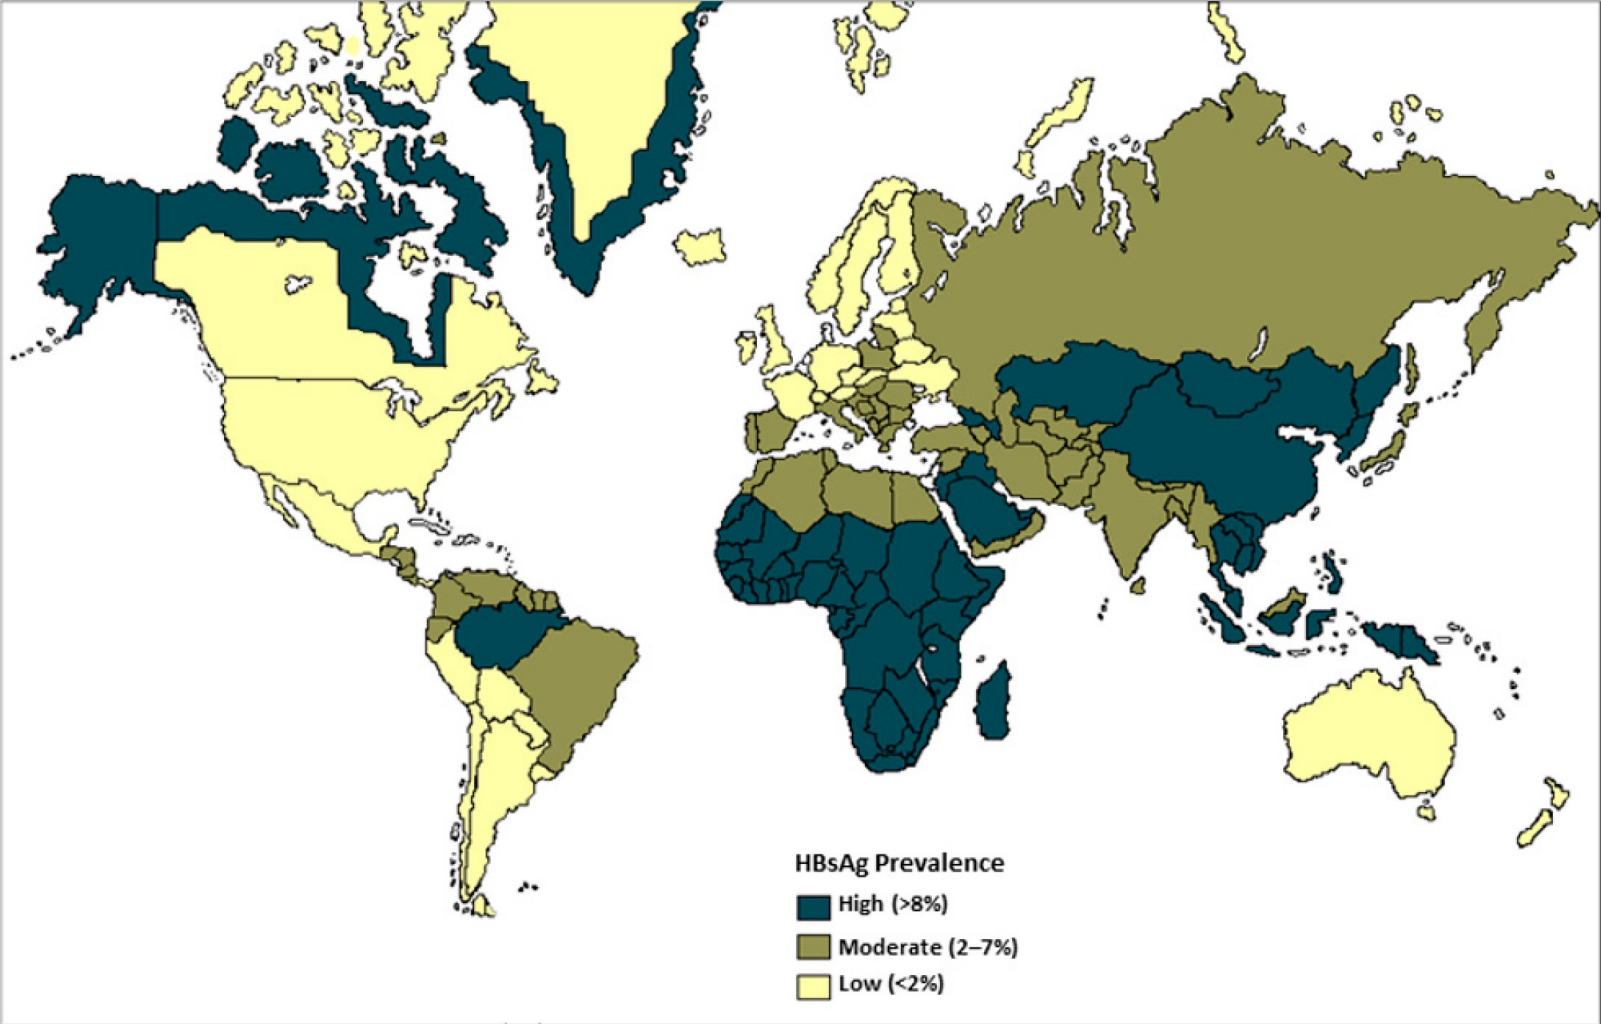 HBsAg Prevalence
High (>8%)
Moderate (2–7%)
Low (<2%)